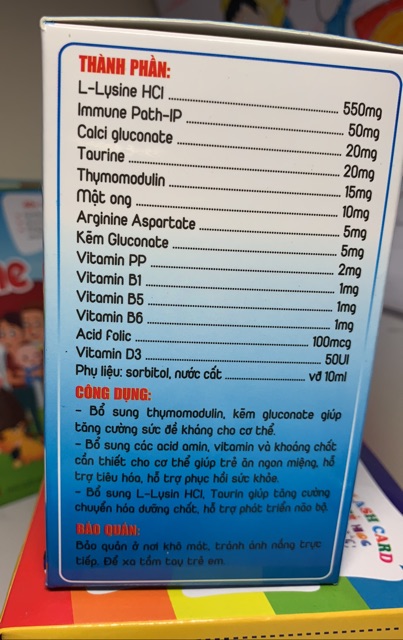 THÀNH PHẦN:
L-Lysine HCl 550mg
Immune Path-IP 50mg
Calci gluconate 20mg
Taurine 20mg
Thymomodulin 15mg
Mật ong 10mg
Arginine Aspartate 5mg
Kẽm Gluconate 5mg
Vitamin PP 2mg
Vitamin B1 1mg
Vitamin B5 1mg
Vitamin B6 1mg
Acid folic 100mcg
Vitamin D3 50UI
Phụ liệu: sorbitol, nước cất vđ 10ml
CÔNG DỤNG:
- Bổ sung thymomodulin, kẽm gluconate giúp
tăng cường sức đề kháng cho cơ thể.
- Bổ sung các acid amin, vitamin và khoáng chất
cần thiết cho cơ thể giúp trẻ ăn ngon miệng, hỗ
trợ tiêu hóa, hỗ trợ phục hồi sức khỏe.
- Bổ sung L-Lysin HCl, Taurin giúp tăng cường
chuyển hóa dưỡng chất, hỗ trợ phát triển não bộ.
BẢO QUẢN:
Bảo quản ở nơi khô mát, tránh ánh nắng trực
tiếp. Để xa tầm tay trẻ em.